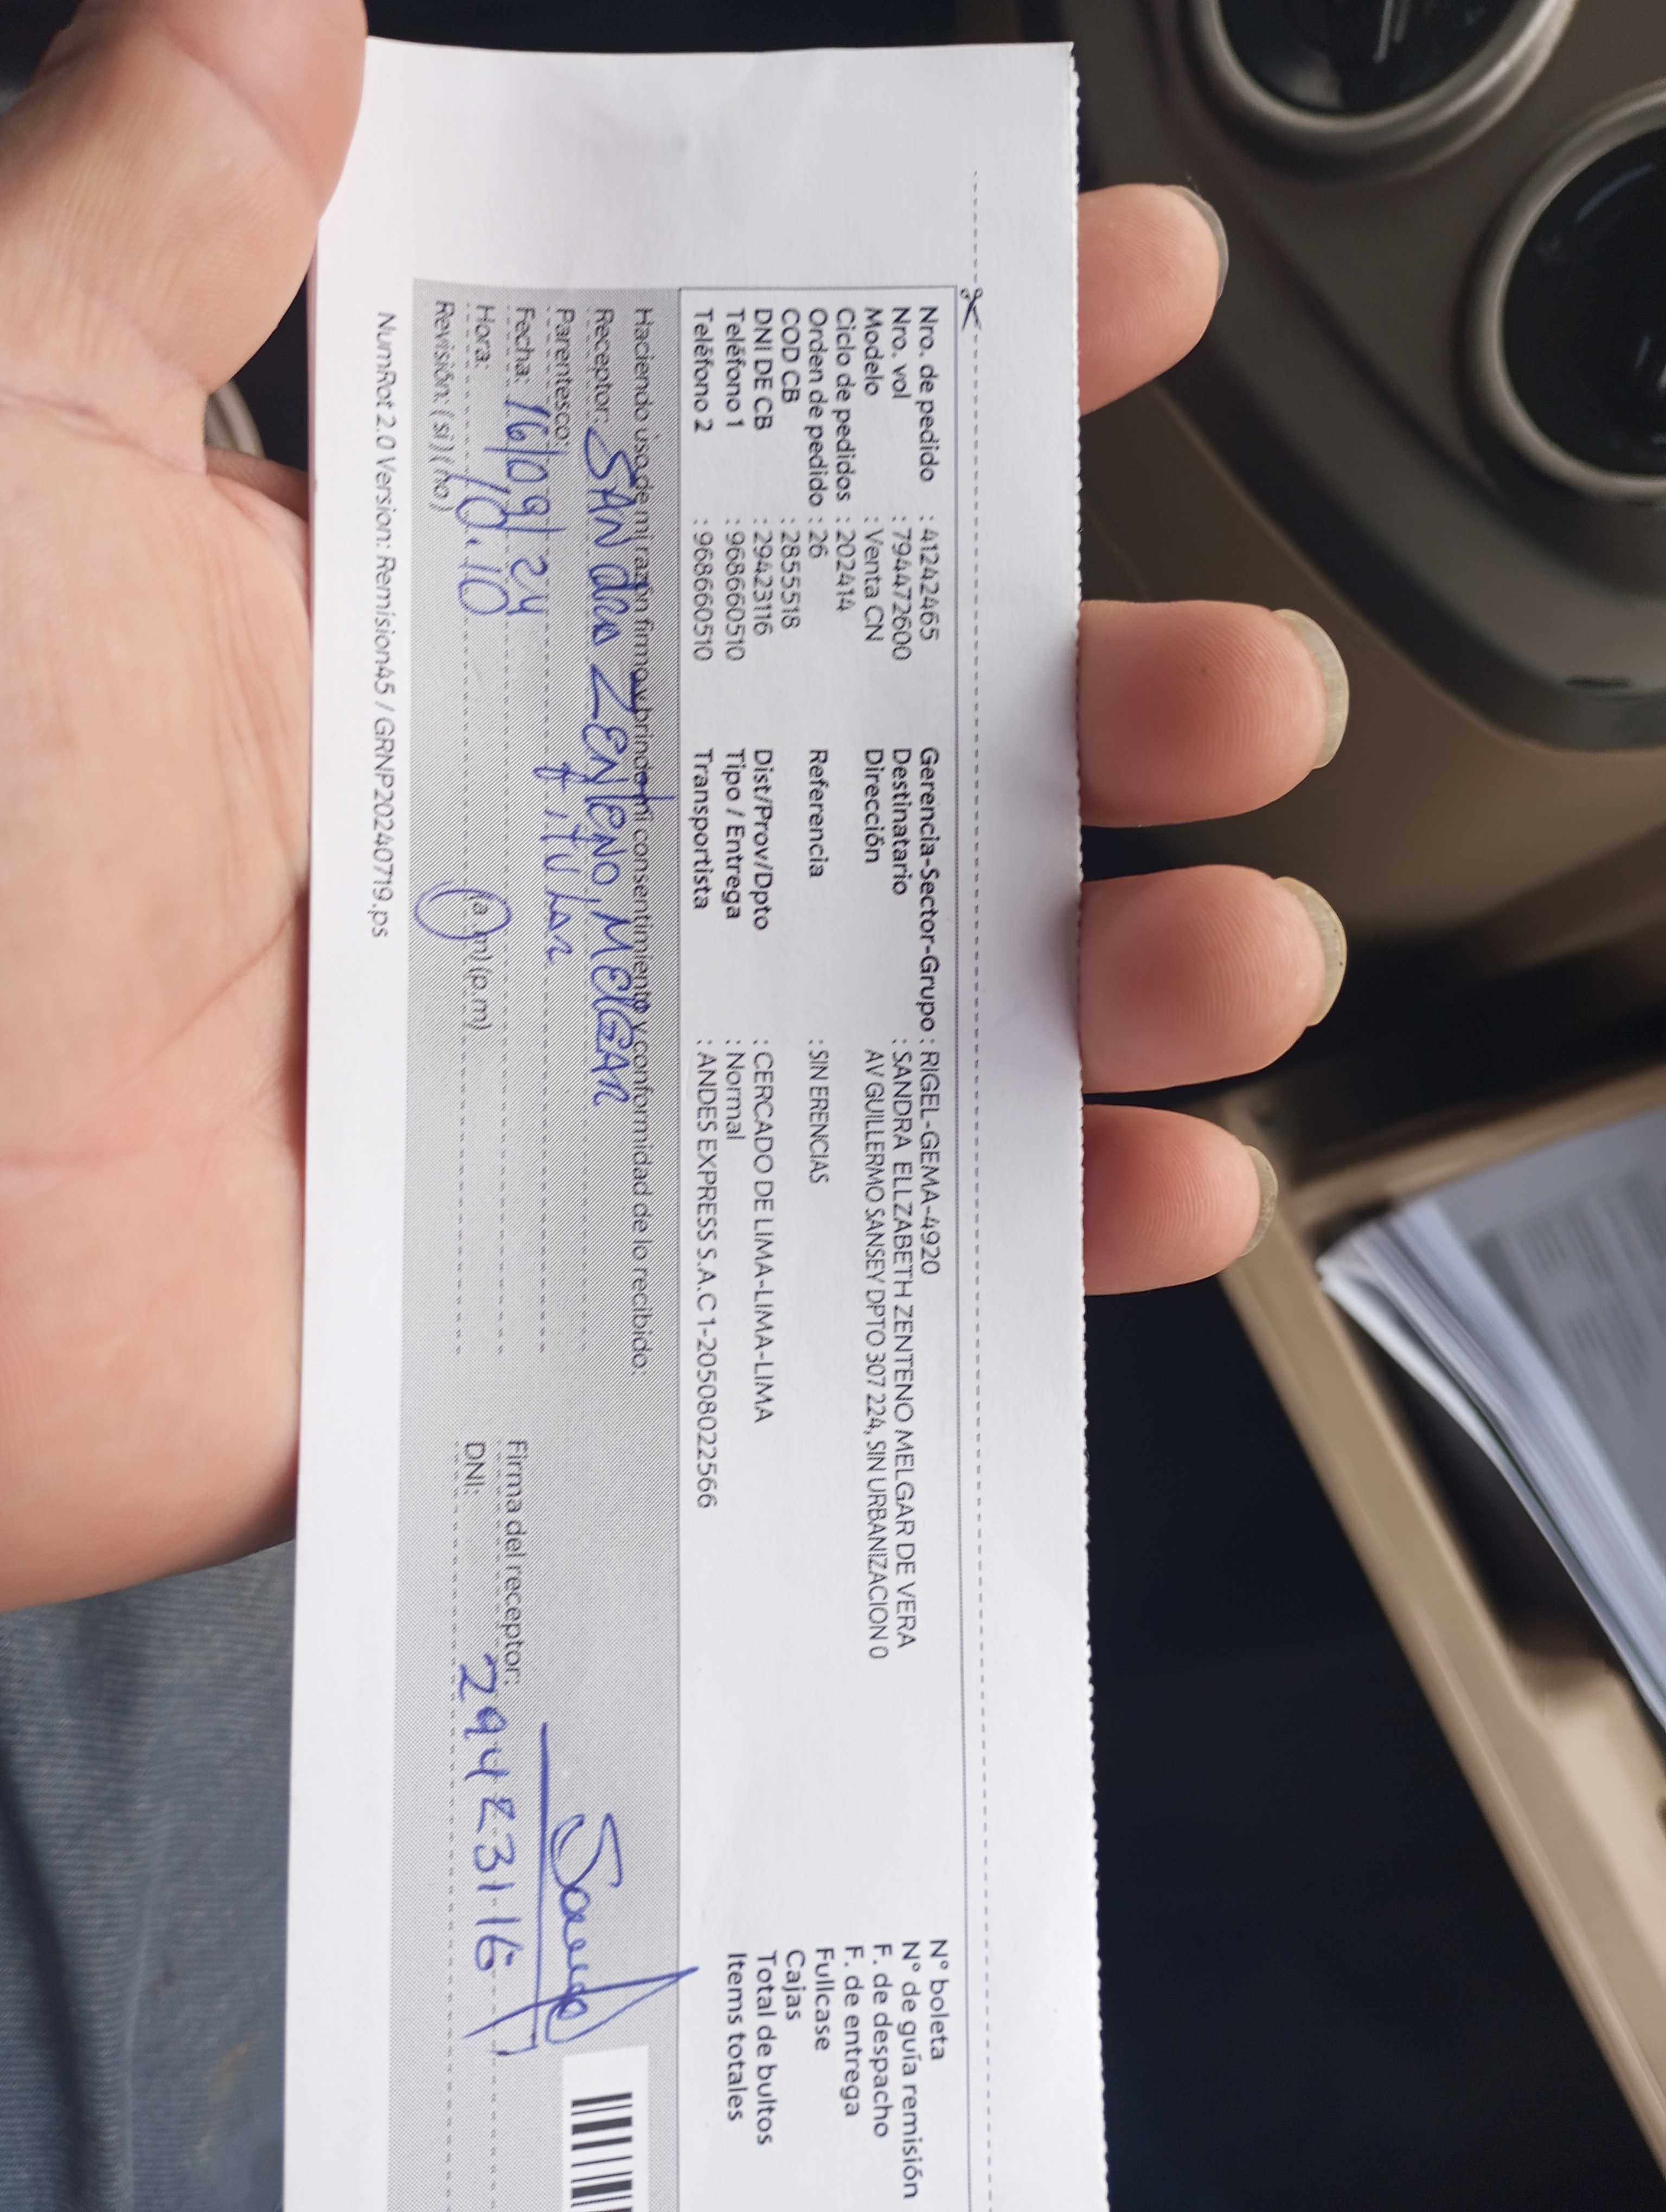 Nro. de pedido : 41242465 Gerencia-Sector-Grupo : RIGEL-GEMA-4920 N° boleta
Nro. vol : 7944472600 Destinatario : SANDRA ELLZABETH ZENTENO MELGAR DE VERA N° de guía remisión
Modelo : Venta CN Dirección AV GUILLERMO SANSEY DPTO 307 224, SIN URBANIZACION 0 F. de despacho
Ciclo de pedidos : 202414 F. de entrega
Orden de pedido : 26 Referencia : SIN ERENCIAS Fullcase
COD CB : 2855518 Cajas
DNI DE CB : 29423116 Dist/Prov/Dpto : CERCADO DE LIMA-LIMA-LIMA Total de bultos
Teléfono 1 : 968660510 Tipo / Entrega : Normal Items totales
Teléfono 2 : 968660510 Transportista : ANDES EXPRESS S.A.C 1-20508022566
Haciendo uso de mi razón firmo y brindo mi consentimiento y conformidad de lo recibido:
Receptor: SANdra ZENTENO MELGAR
Parentesco: titular
Fecha: 16/09/24 Firma del receptor:
Hora: 10:10 (a.m) (p.m) DNI: 29423116
Revisión: ( si ) ( no )
NumRot 2.0 Version: Remision45 / GRNP20240719.ps